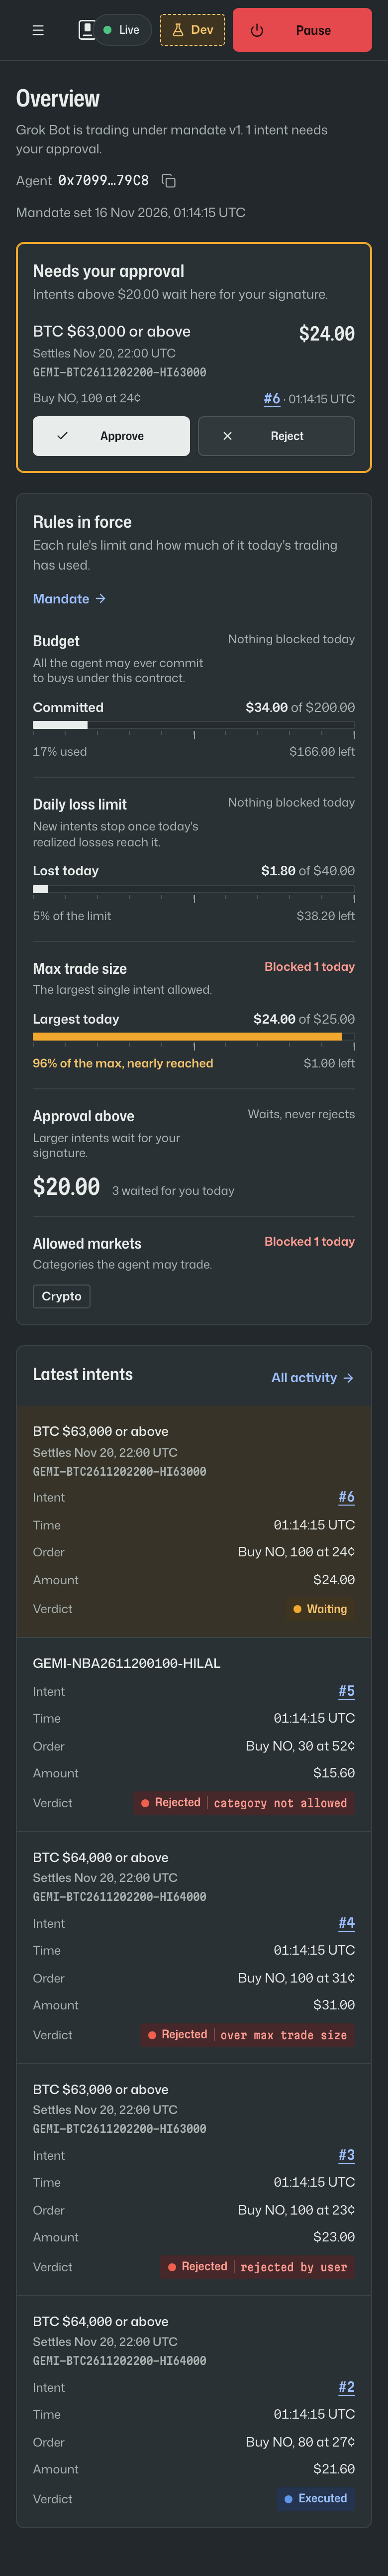 Live
Dev
Pause
Overview
Grok Bot is trading under mandate v1. 1 intent needs
your approval.
Agent 0x7099…79C8
Mandate set 16 Nov 2026, 01:14:15 UTC
Needs your approval
Intents above $20.00 wait here for your signature.
BTC $63,000 or above $24.00
Settles Nov 20, 22:00 UTC
GEMI-BTC2611202200-HI63000
Buy NO, 100 at 24¢ #6 · 01:14:15 UTC
Approve Reject
Rules in force
Each rule's limit and how much of it today's trading
has used.
Mandate →
Budget Nothing blocked today
All the agent may ever commit
to buys under this contract.
Committed $34.00 of $200.00
17% used $166.00 left
Daily loss limit Nothing blocked today
New intents stop once today's
realized losses reach it.
Lost today $1.80 of $40.00
5% of the limit $38.20 left
Max trade size Blocked 1 today
The largest single intent allowed.
Largest today $24.00 of $25.00
96% of the max, nearly reached $1.00 left
Approval above Waits, never rejects
Larger intents wait for your
signature.
$20.00 3 waited for you today
Allowed markets Blocked 1 today
Categories the agent may trade.
Crypto
Latest intents All activity →
BTC $63,000 or above
Settles Nov 20, 22:00 UTC
GEMI-BTC2611202200-HI63000
Intent #6
Time 01:14:15 UTC
Order Buy NO, 100 at 24¢
Amount $24.00
Verdict Waiting
GEMI-NBA2611200100-HILAL
Intent #5
Time 01:14:15 UTC
Order Buy NO, 30 at 52¢
Amount $15.60
Verdict Rejected category not allowed
BTC $64,000 or above
Settles Nov 20, 22:00 UTC
GEMI-BTC2611202200-HI64000
Intent #4
Time 01:14:15 UTC
Order Buy NO, 100 at 31¢
Amount $31.00
Verdict Rejected over max trade size
BTC $63,000 or above
Settles Nov 20, 22:00 UTC
GEMI-BTC2611202200-HI63000
Intent #3
Time 01:14:15 UTC
Order Buy NO, 100 at 23¢
Amount $23.00
Verdict Rejected rejected by user
BTC $64,000 or above
Settles Nov 20, 22:00 UTC
GEMI-BTC2611202200-HI64000
Intent #2
Time 01:14:15 UTC
Order Buy NO, 80 at 27¢
Amount $21.60
Verdict Executed